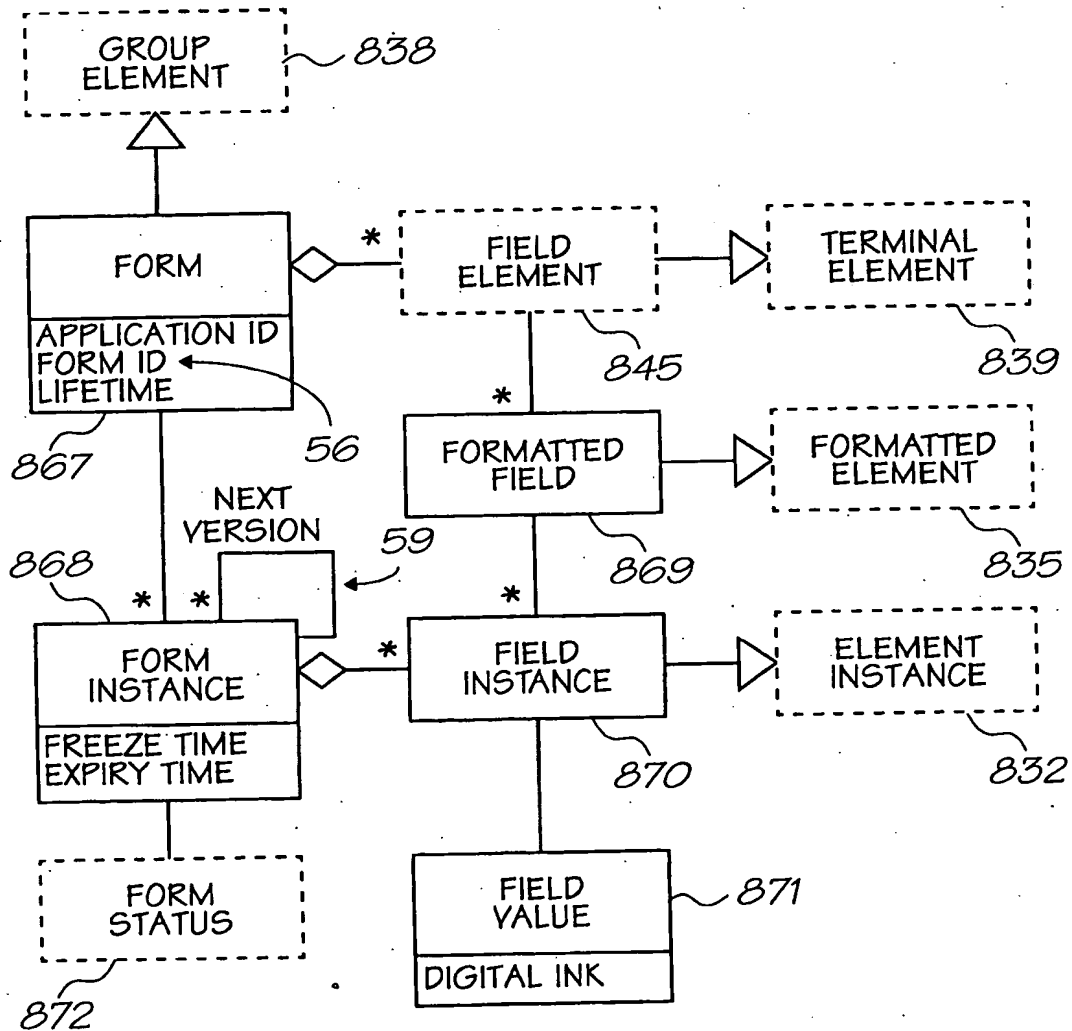 GROUP
ELEMENT
838
FORM
APPLICATION ID
FORM ID
LIFETIME
867
56
*
FIELD
ELEMENT
845
TERMINAL
ELEMENT
839
*
FORMATTED
FIELD
869
FORMATTED
ELEMENT
835
NEXT
VERSION
59
868
*
*
FORM
INSTANCE
FREEZE TIME
EXPIRY TIME
*
*
FIELD
INSTANCE
870
ELEMENT
INSTANCE
832
FORM
STATUS
872
FIELD
VALUE
DIGITAL INK
871